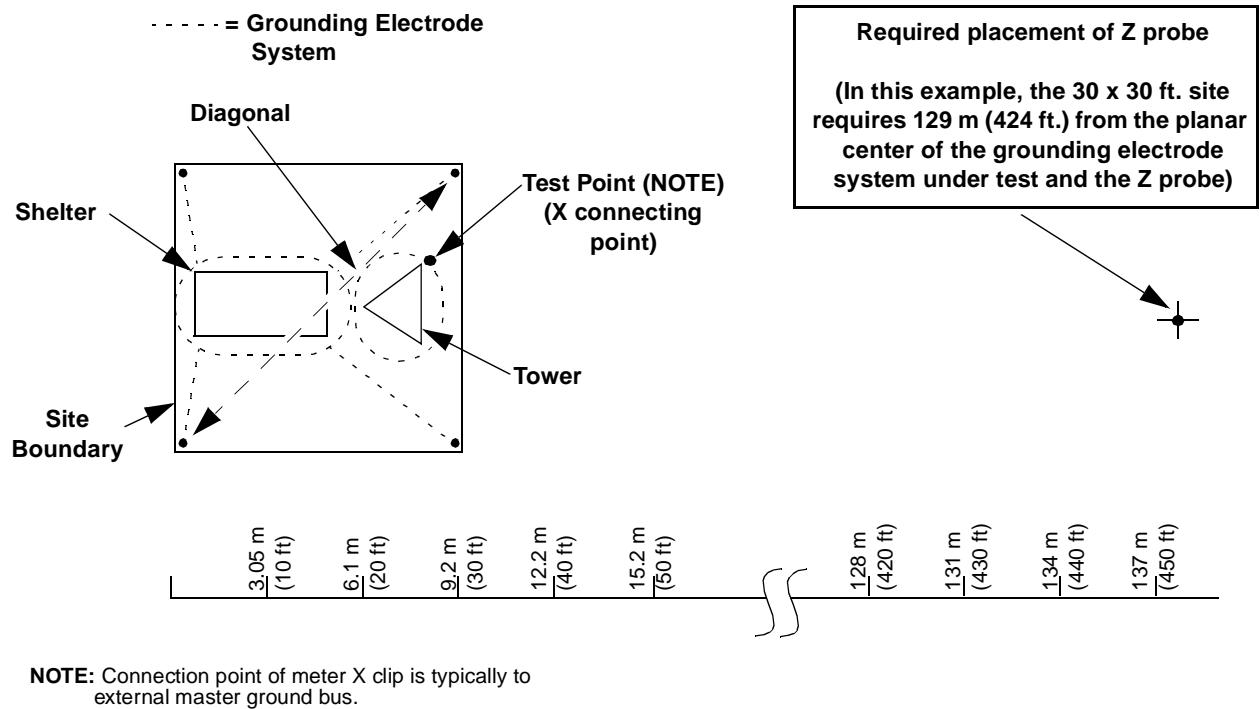 - - - - - - = Grounding Electrode
System
Required placement of Z probe
(In this example, the 30 x 30 ft. site
requires 129 m (424 ft.) from the planar
center of the grounding electrode
system under test and the Z probe)
Diagonal
Test Point (NOTE)
(X connecting
point)
Shelter
Tower
Site
Boundary
3.05 m
(10 ft)
6.1 m
(20 ft)
9.2 m
(30 ft)
12.2 m
(40 ft)
15.2 m
(50 ft)
128 m
(420 ft)
131 m
(430 ft)
134 m
(440 ft)
137 m
(450 ft)
NOTE: Connection point of meter X clip is typically to
external master ground bus.